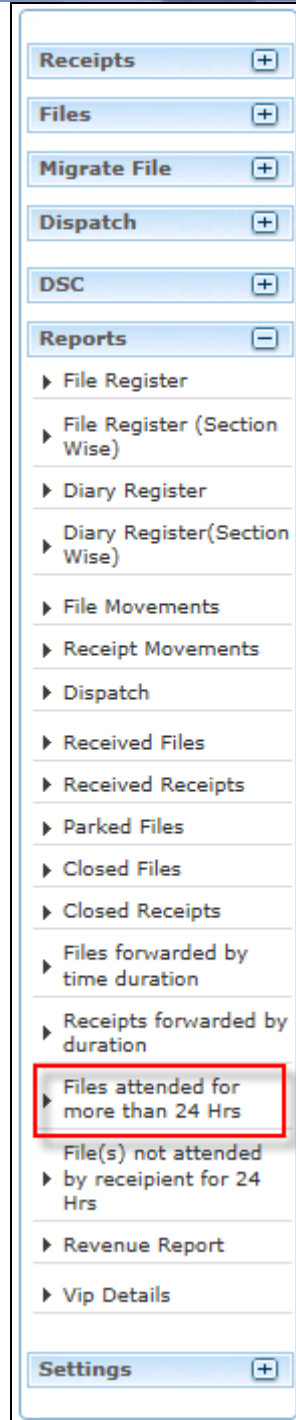 Receipts
Files
Migrate File
Dispatch
DSC
Reports
File Register
File Register (Section
Wise)
Diary Register
Diary Register(Section
Wise)
File Movements
Receipt Movements
Dispatch
Received Files
Received Receipts
Parked Files
Closed Files
Closed Receipts
Files forwarded by
time duration
Receipts forwarded by
duration
Files attended for
more than 24 Hrs
File(s) not attended
by receipient for 24
Hrs
Revenue Report
Vip Details
Settings